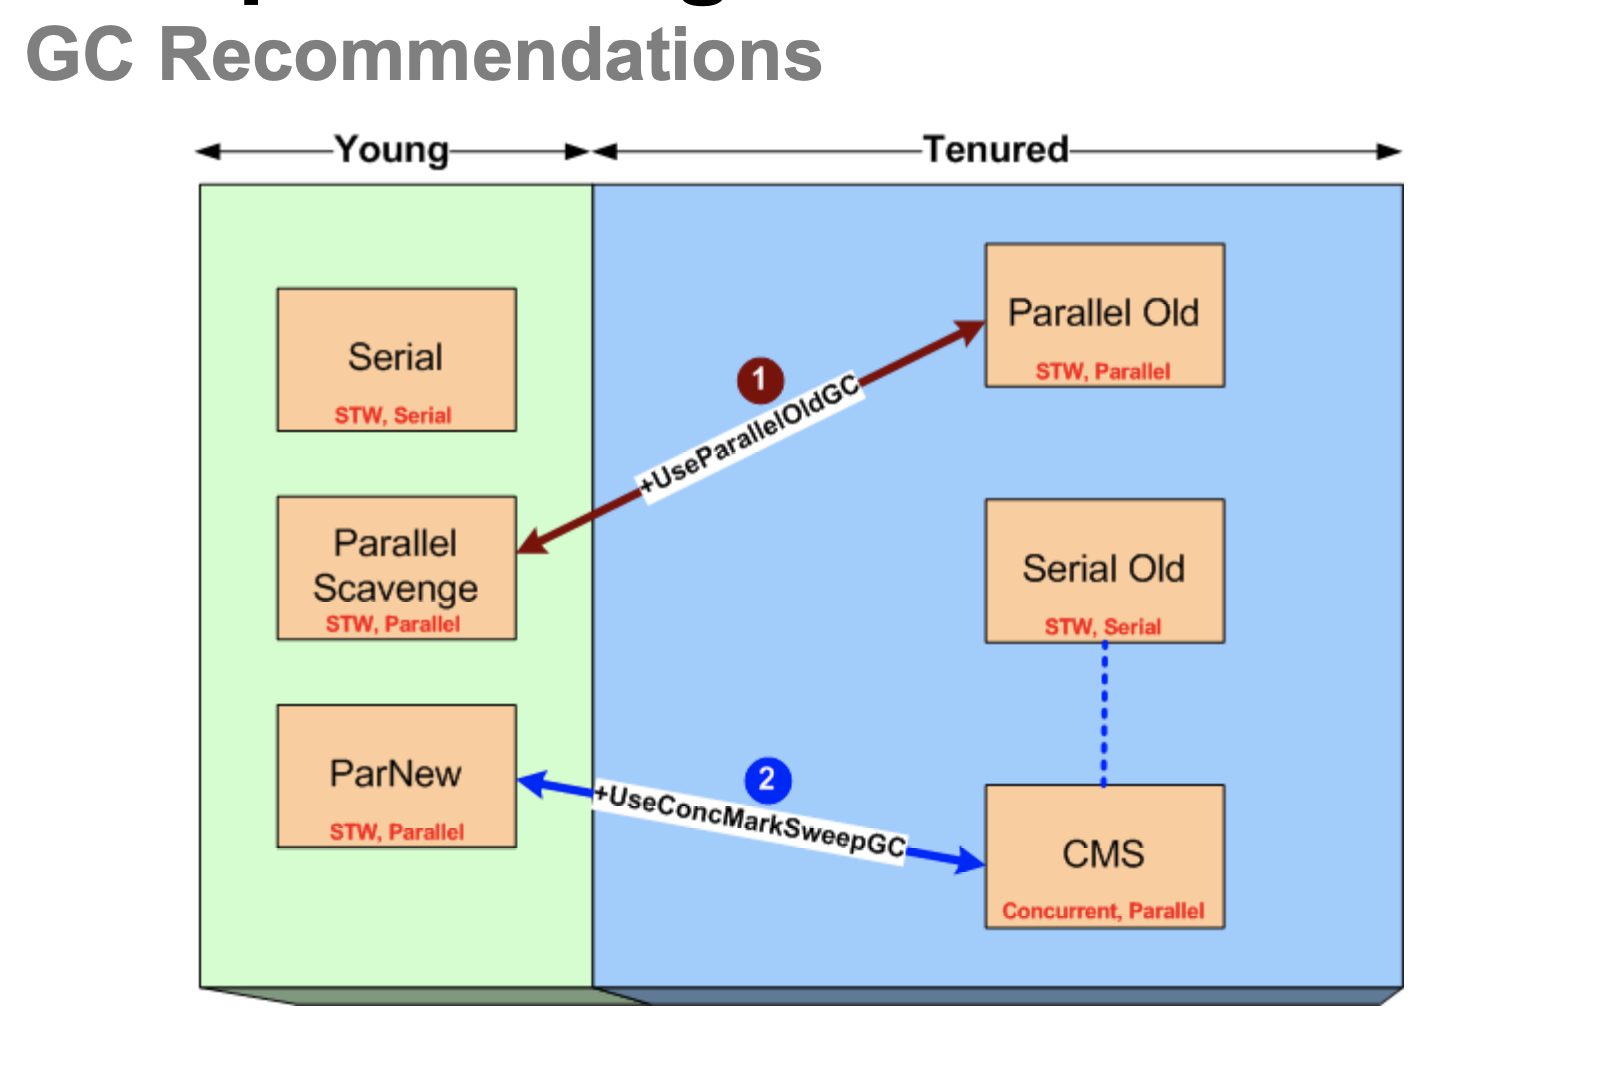 GC Recommendations
Young
Tenured
Serial
STW, Serial
Parallel
Scavenge
STW, Parallel
ParNew
STW, Parallel
1
+UseParallelOldGC
2
+UseConcMarkSweepGC
Parallel Old
STW, Parallel
Serial Old
STW, Serial
CMS
Concurrent, Parallel